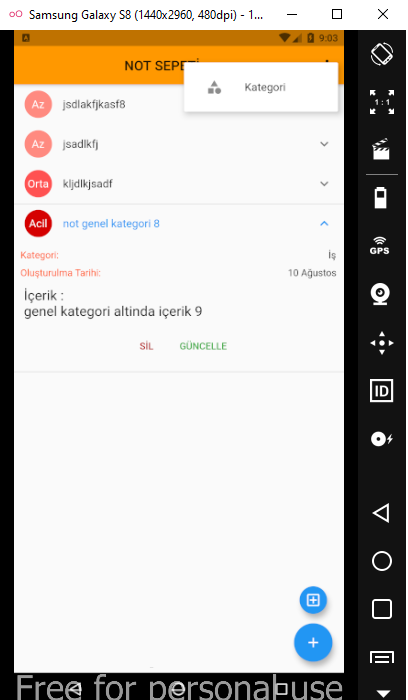 Samsung Galaxy S8 (1440x2960, 480dpi) - 1...
A
9:03
NOT SEPETİ
Kategori
Az jsdlakfjkasf8
Az jsadlkfj
Orta kljdlkjsadf
Acil not genel kategori 8
Kategori: İş
Oluşturulma Tarihi: 10 Ağustos
İçerik :
genel kategori altinda içerik 9
SİL GÜNCELLE
1:1
GPS
ID
Free for personal use